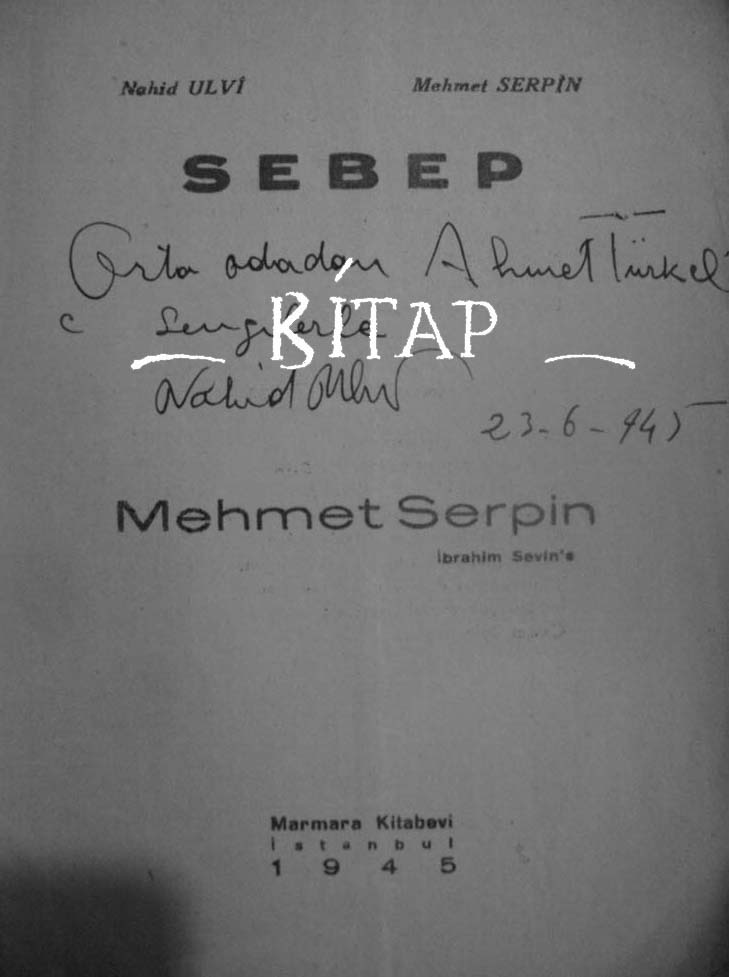 Nahid ULVİ Mehmet SERPİN
SEBEP
Orta odadan Ahmet Türkel'
e Sevgilerle
KİTAP
Nahid Ulvi
23-6-945
Mehmet Serpin
İbrahim Sevin'e
Marmara Kitabevi
İstanbul
1945